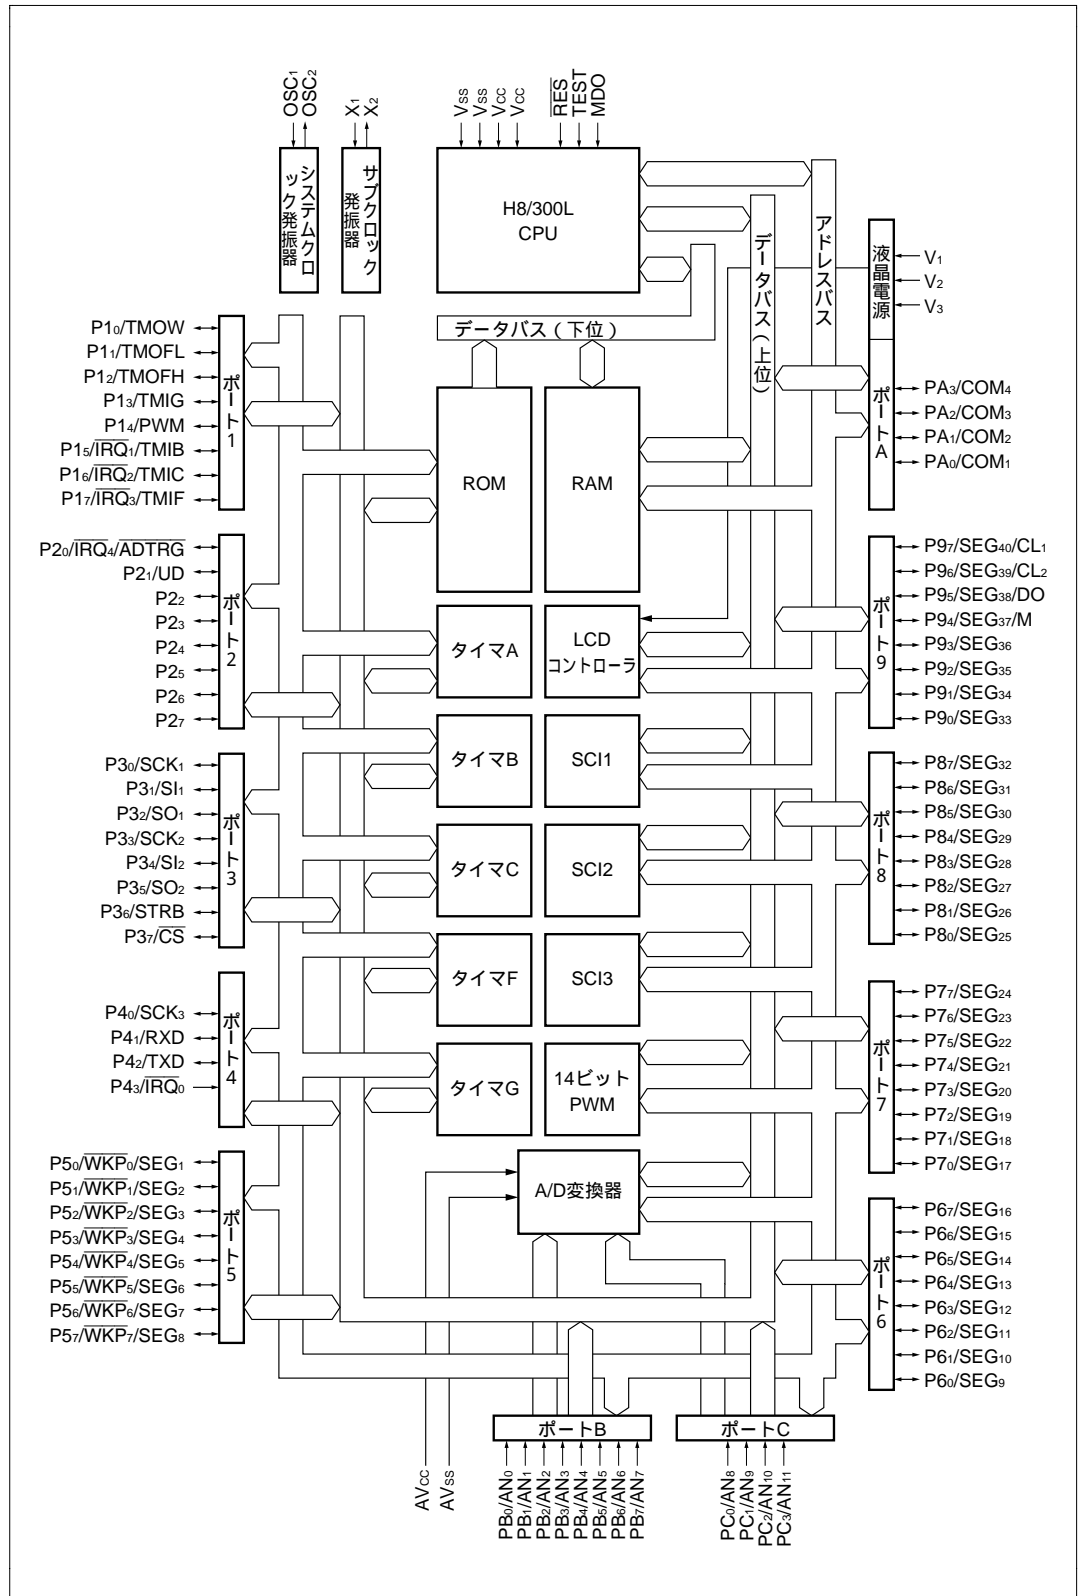 OSC₁
OSC₂
X₁
X₂
Vss
Vss
Vcc
Vcc
R̅E̅S̅
TEST
MDO
システムクロ
ック発振器
サブクロック
発振器
H8/300L
CPU
データバス(下位)
データバス(上位)
アドレスバス
液晶電源
V₁
V₂
V₃
P1₀/TMOW
P1₁/TMOFL
P1₂/TMOFH
P1₃/TMIG
P1₄/PWM
P1₅/I̅R̅Q̅₁/TMIB
P1₆/I̅R̅Q̅₂/TMIC
P1₇/I̅R̅Q̅₃/TMIF
ポート1
ROM
RAM
ポートA
PA₃/COM₄
PA₂/COM₃
PA₁/COM₂
PA₀/COM₁
P2₀/I̅R̅Q̅₄/A̅D̅T̅R̅G̅
P2₁/UD
P2₂
P2₃
P2₄
P2₅
P2₆
P2₇
ポート2
タイマA
LCD
コントローラ
ポート9
P9₇/SEG₄₀/CL₁
P9₆/SEG₃₉/CL₂
P9₅/SEG₃₈/DO
P9₄/SEG₃₇/M
P9₃/SEG₃₆
P9₂/SEG₃₅
P9₁/SEG₃₄
P9₀/SEG₃₃
P3₀/SCK₁
P3₁/SI₁
P3₂/SO₁
P3₃/SCK₂
P3₄/SI₂
P3₅/SO₂
P3₆/STRB
P3₇/C̅S̅
ポート3
タイマB
SCI1
タイマC
SCI2
ポート8
P8₇/SEG₃₂
P8₆/SEG₃₁
P8₅/SEG₃₀
P8₄/SEG₂₉
P8₃/SEG₂₈
P8₂/SEG₂₇
P8₁/SEG₂₆
P8₀/SEG₂₅
P4₀/SCK₃
P4₁/RXD
P4₂/TXD
P4₃/I̅R̅Q̅₀
ポート4
タイマF
SCI3
タイマG
14ビット
PWM
ポート7
P7₇/SEG₂₄
P7₆/SEG₂₃
P7₅/SEG₂₂
P7₄/SEG₂₁
P7₃/SEG₂₀
P7₂/SEG₁₉
P7₁/SEG₁₈
P7₀/SEG₁₇
P5₀/W̅K̅P̅₀/SEG₁
P5₁/W̅K̅P̅₁/SEG₂
P5₂/W̅K̅P̅₂/SEG₃
P5₃/W̅K̅P̅₃/SEG₄
P5₄/W̅K̅P̅₄/SEG₅
P5₅/W̅K̅P̅₅/SEG₆
P5₆/W̅K̅P̅₆/SEG₇
P5₇/W̅K̅P̅₇/SEG₈
ポート5
A/D変換器
ポート6
P6₇/SEG₁₆
P6₆/SEG₁₅
P6₅/SEG₁₄
P6₄/SEG₁₃
P6₃/SEG₁₂
P6₂/SEG₁₁
P6₁/SEG₁₀
P6₀/SEG₉
ポートB
ポートC
AVcc
AVss
PB₀/AN₀
PB₁/AN₁
PB₂/AN₂
PB₃/AN₃
PB₄/AN₄
PB₅/AN₅
PB₆/AN₆
PB₇/AN₇
PC₀/AN₈
PC₁/AN₉
PC₂/AN₁₀
PC₃/AN₁₁